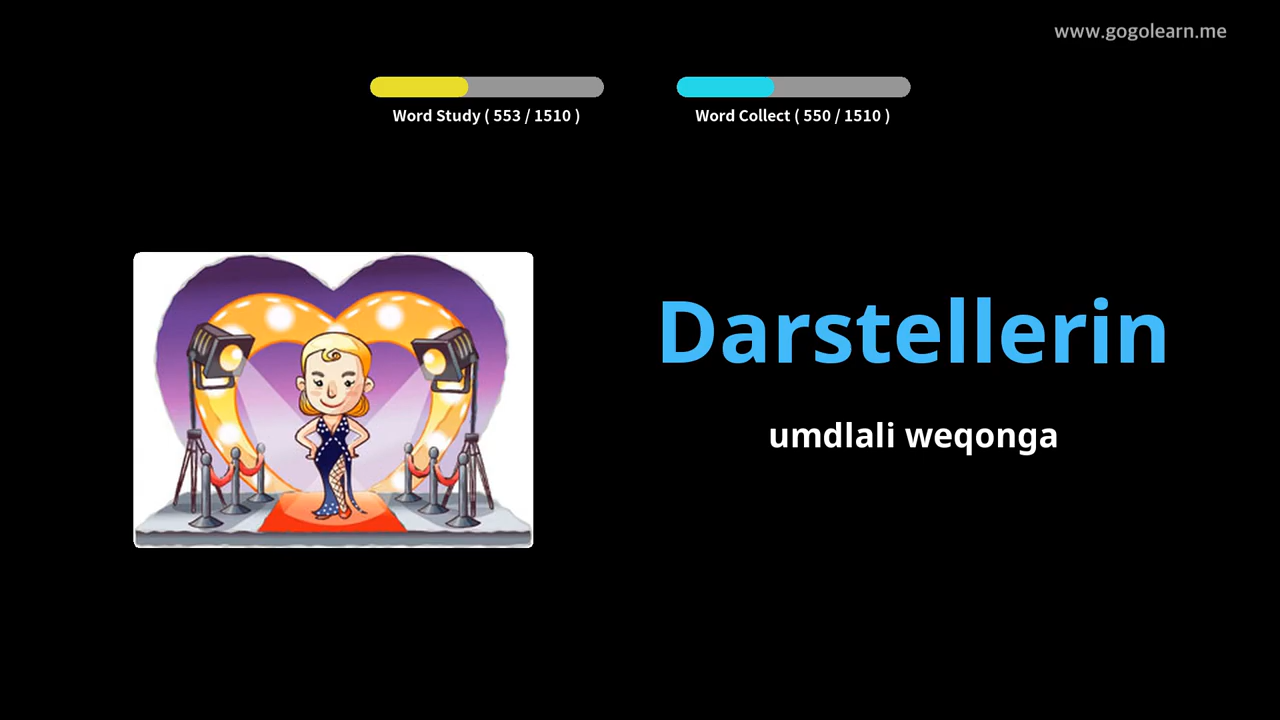 www.gogolearn.me
Word Study ( 553 / 1510 )
Word Collect ( 550 / 1510 )
Darstellerin
umdlali weqonga